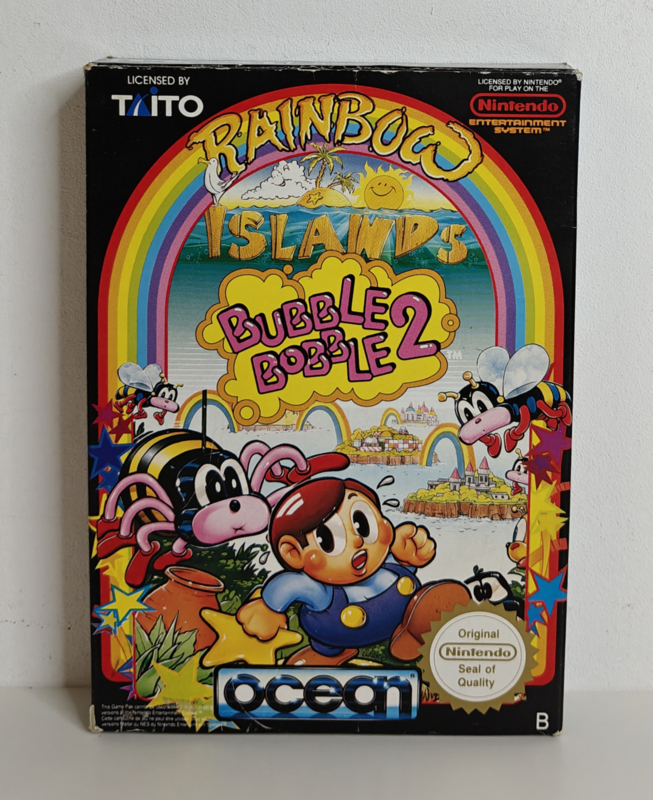 LICENSED BY
TAITO
LICENSED BY NINTENDO®
FOR PLAY ON THE
Nintendo®
ENTERTAINMENT
SYSTEM™
RAINBOW
ISLANDS
BUBBLE
BOBBLE 2
TM
Original
Nintendo
Seal of
Quality
ocean®
B